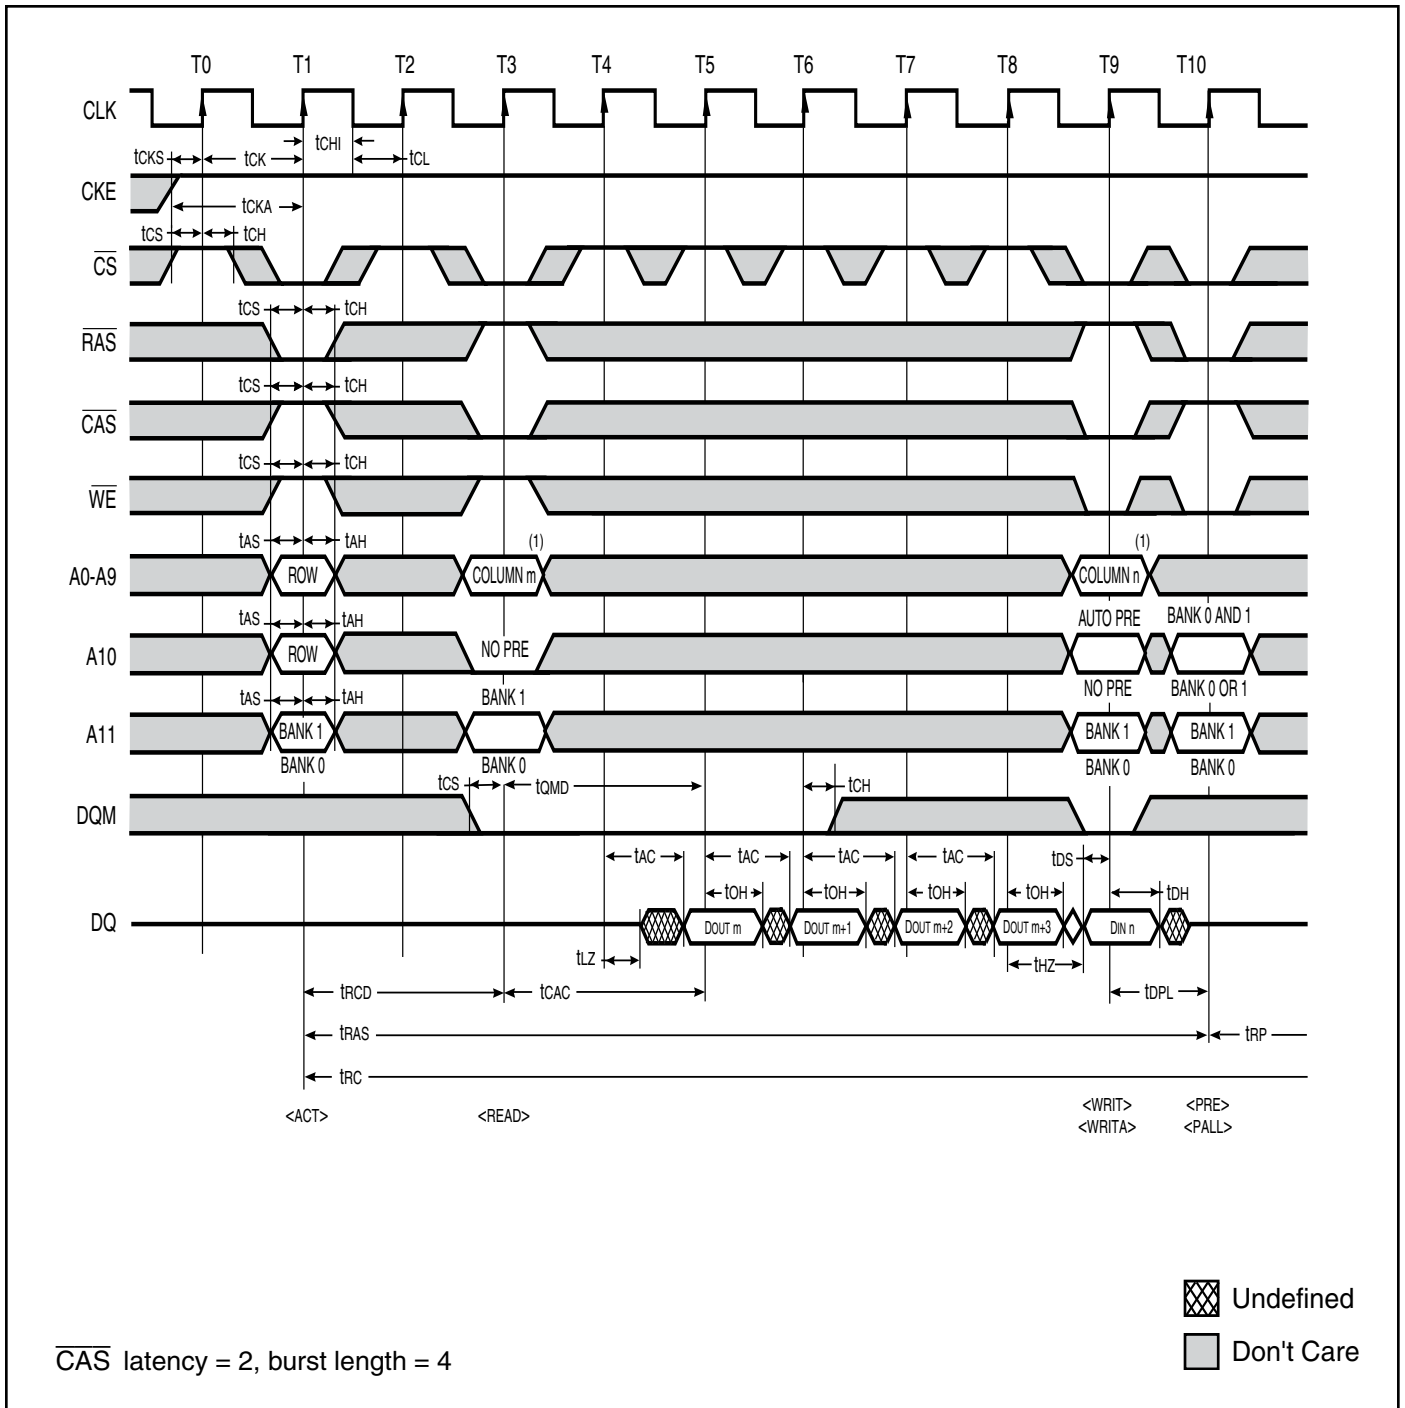 T0 T1 T2 T3 T4 T5 T6 T7 T8 T9 T10
CLK
tCHI
tCKS tCK tCL
CKE
tCKA
tCS tCH
CS
tCS tCH
RAS
tCS tCH
CAS
tCS tCH
WE
tAS tAH (1) (1)
A0-A9 ROW COLUMN m COLUMN n
tAS tAH AUTO PRE BANK 0 AND 1
A10 ROW NO PRE
NO PRE BANK 0 OR 1
tAS tAH BANK 1
A11 BANK 1 BANK 1 BANK 1
BANK 0 BANK 0 BANK 0 BANK 0
tCS tQMD tCH
DQM
tAC tAC tAC tAC tDS
tOH tOH tOH tOH tDH
DQ DOUT m DOUT m+1 DOUT m+2 DOUT m+3 DIN n
tLZ tHZ
tRCD tCAC tDPL
tRAS tRP
tRC
<ACT> <READ> <WRIT> <PRE>
<WRITA> <PALL>
Undefined
Don't Care
CAS latency = 2, burst length = 4